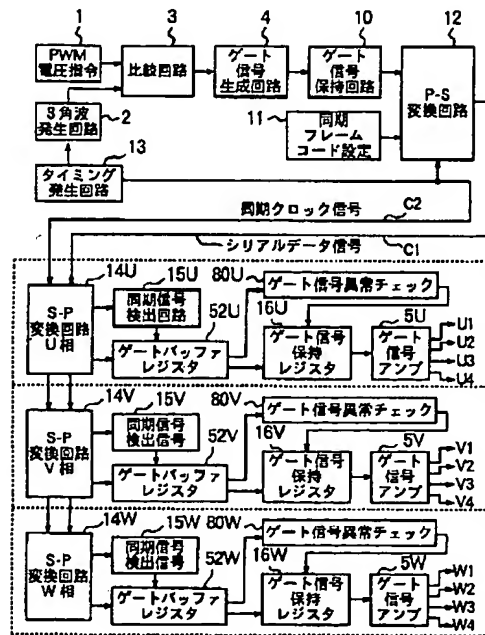 1
3
4
10
12
PWM
電圧指令
比較回路
ゲート
信号
生成回路
ゲート
信号
保持回路
P-S
変換回路
3角波
発生回路
2
11
同期
フレーム
コード設定
13
タイミング
発生回路
同期クロック信号
C2
シリアルデータ信号
C1
14U
15U
80U
ゲート信号異常チェック
S-P
変換回路
U相
同期信号
検出回路
52U
16U
5U
ゲートバッファ
レジスタ
ゲート信号
保持
レジスタ
ゲート
信号
アンプ
U1
U2
U3
U4
14V
15V
80V
ゲート信号異常チェック
S-P
変換回路
V相
同期信号
検出信号
52V
16V
5V
ゲートバッファ
レジスタ
ゲート信号
保持
レジスタ
ゲート
信号
アンプ
V1
V2
V3
V4
14W
15W
80W
ゲート信号異常チェック
S-P
変換回路
W相
同期信号
検出信号
52W
16W
5W
ゲートバッファ
レジスタ
ゲート信号
保持
レジスタ
ゲート
信号
アンプ
W1
W2
W3
W4